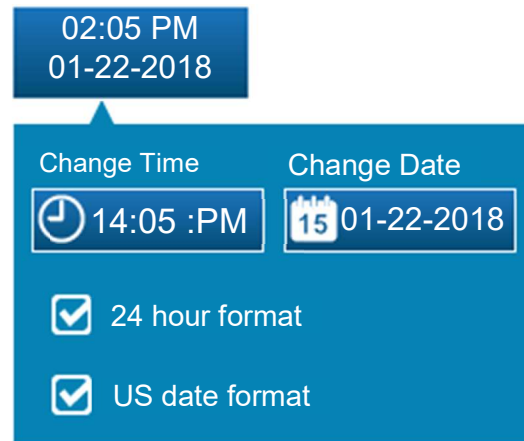 02:05 PM
01-22-2018
Change Time
Change Date
14:05 :PM
15
01-22-2018
24 hour format
US date format